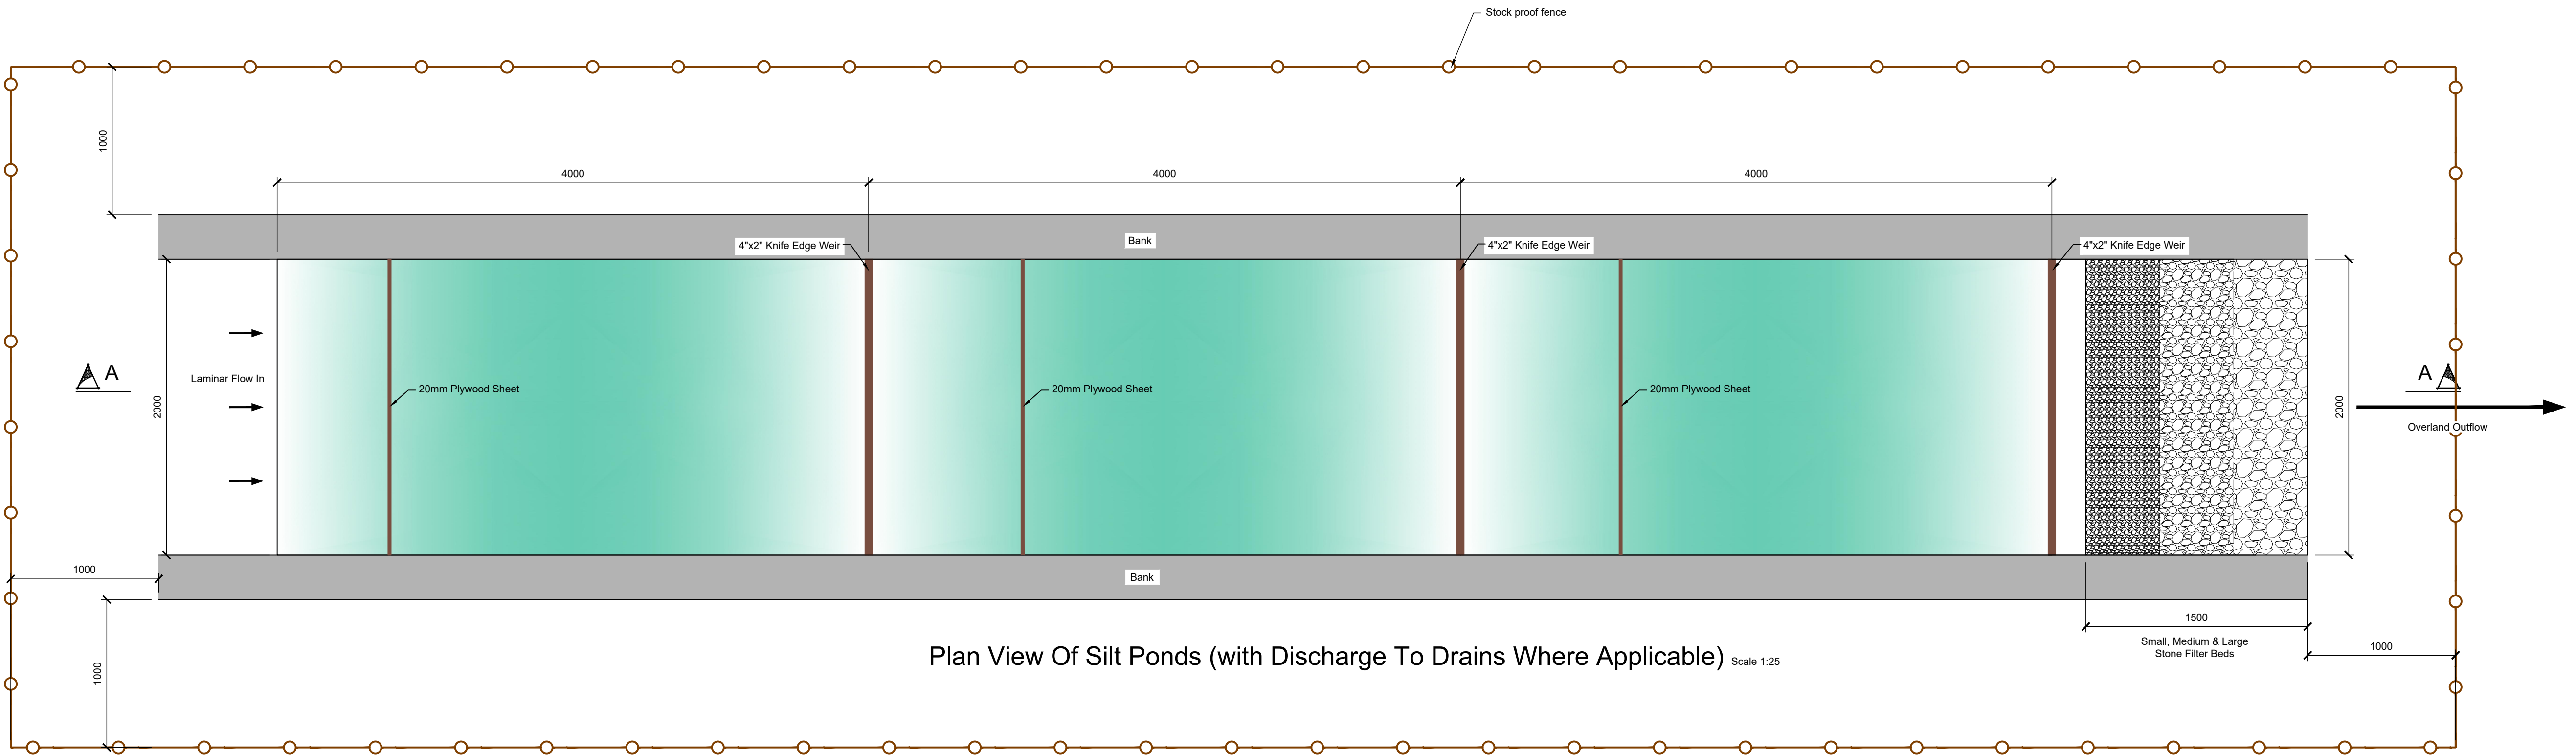 Stock proof fence
1000
4000
4000
4000
Bank
4"x2" Knife Edge Weir
4"x2" Knife Edge Weir
4"x2" Knife Edge Weir
A
Laminar Flow In
2000
20mm Plywood Sheet
20mm Plywood Sheet
20mm Plywood Sheet
2000
A
Overland Outflow
1000
Bank
1500
Small, Medium & Large
Stone Filter Beds
1000
1000
Plan View Of Silt Ponds (with Discharge To Drains Where Applicable) Scale 1:25